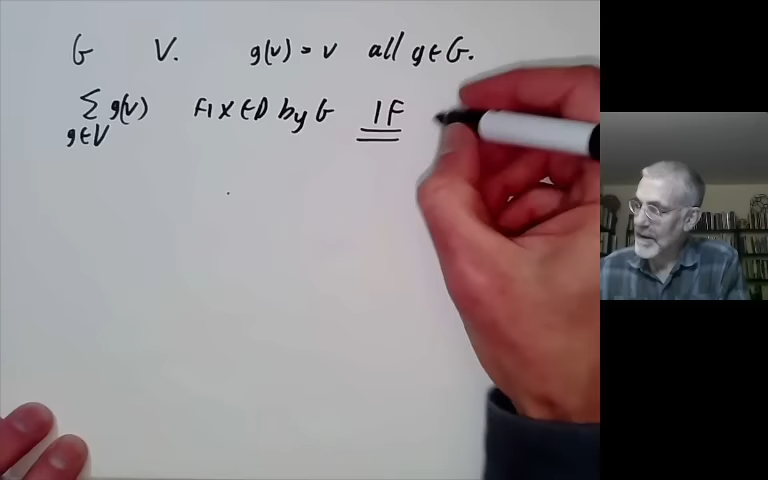 G V. g(v) = v all g∈G.
∑ g(v) FIXED by G IF
g∈V